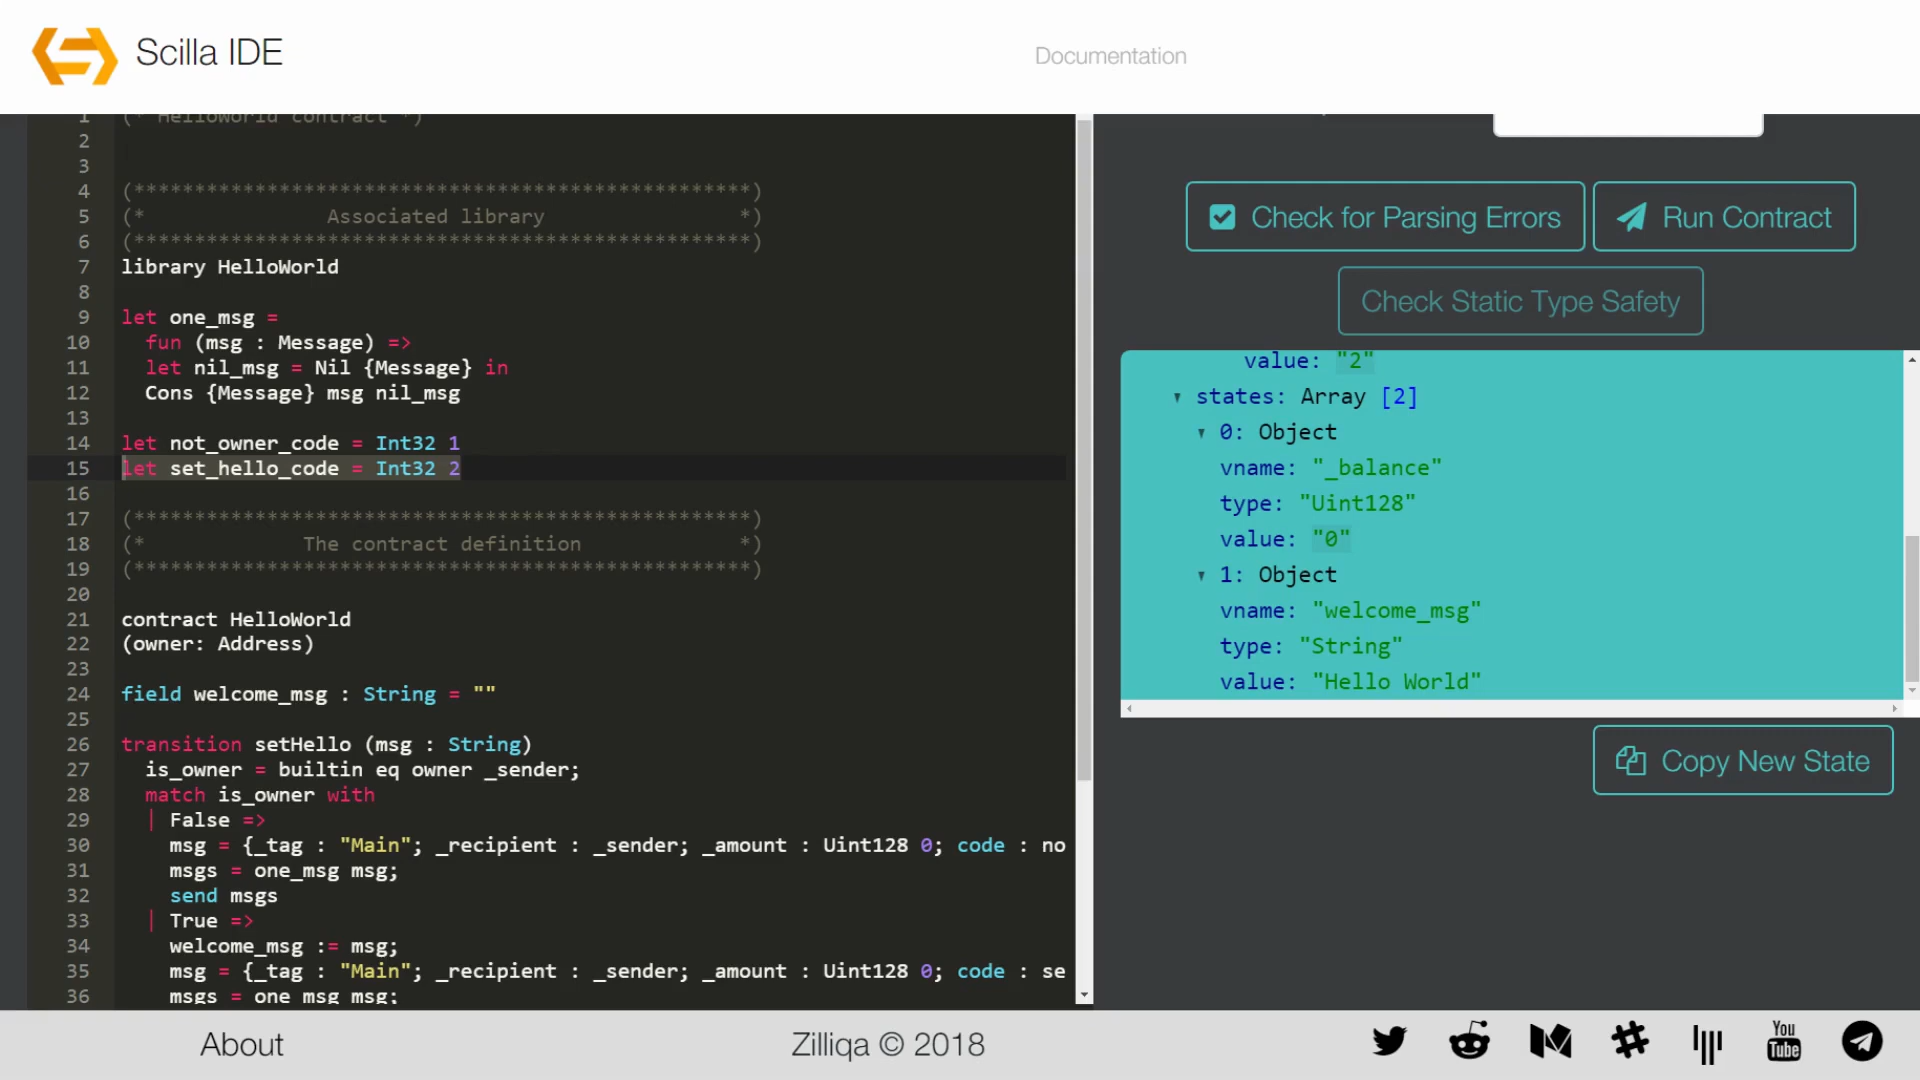 Scilla IDE
Documentation
1 (* HelloWorld contract *)
2
3
4 (***************************************************)
5 (* Associated library *)
6 (***************************************************)
7 library HelloWorld
8
9 let one_msg =
10 fun (msg : Message) =>
11 let nil_msg = Nil {Message} in
12 Cons {Message} msg nil_msg
13
14 let not_owner_code = Int32 1
15 let set_hello_code = Int32 2
16
17 (***************************************************)
18 (* The contract definition *)
19 (***************************************************)
20
21 contract HelloWorld
22 (owner: Address)
23
24 field welcome_msg : String = ""
25
26 transition setHello (msg : String)
27 is_owner = builtin eq owner _sender;
28 match is_owner with
29 | False =>
30 msg = {_tag : "Main"; _recipient : _sender; _amount : Uint128 0; code : no
31 msgs = one_msg msg;
32 send msgs
33 | True =>
34 welcome_msg := msg;
35 msg = {_tag : "Main"; _recipient : _sender; _amount : Uint128 0; code : se
36 msgs = one_msg msg;
Check for Parsing Errors
Run Contract
Check Static Type Safety
value: "2"
states: Array [2]
0: Object
vname: "_balance"
type: "Uint128"
value: "0"
1: Object
vname: "welcome_msg"
type: "String"
value: "Hello World"
Copy New State
About
Zilliqa © 2018
You
Tube